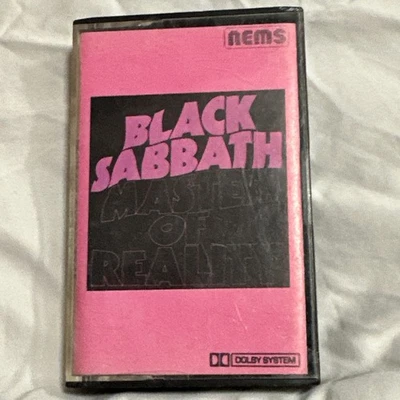 nems
BLACK
SABBATH
MASTER
OF
REALITY
DOLBY SYSTEM